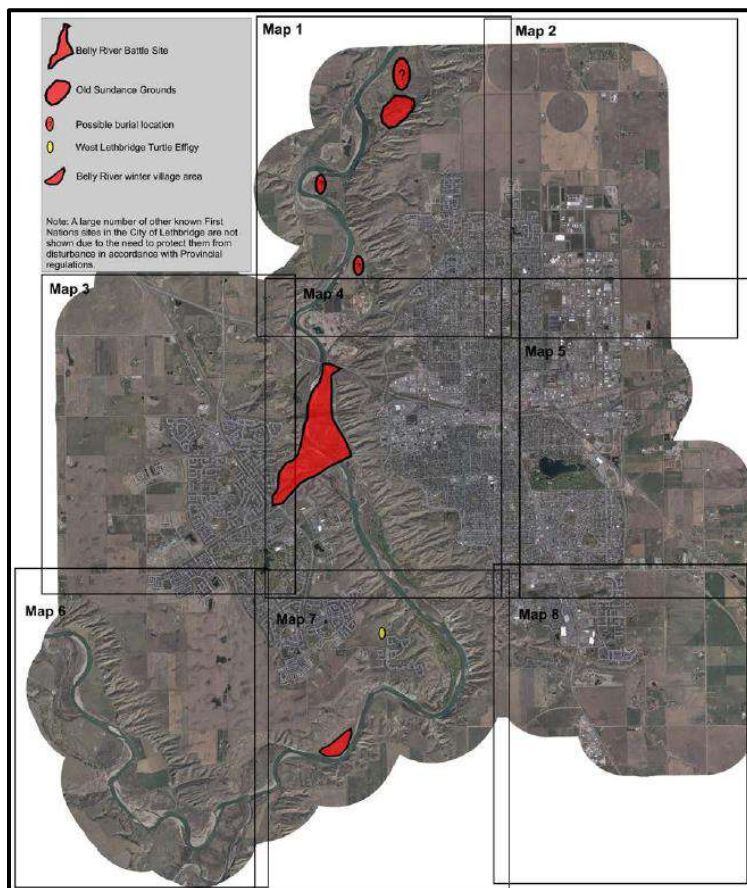 Map 1
Map 2
Belly River Battle Site
Old Sundance Grounds
?
Possible burial location
West Lethbridge Turtle Effigy
Belly River winter village area
Note: A large number of other known First
Nations sites in the City of Lethbridge are not
shown due to the need to protect them from
disturbance in accordance with Provincial
regulations.
Map 3
Map 4
Map 5
Map 6
Map 7
Map 8